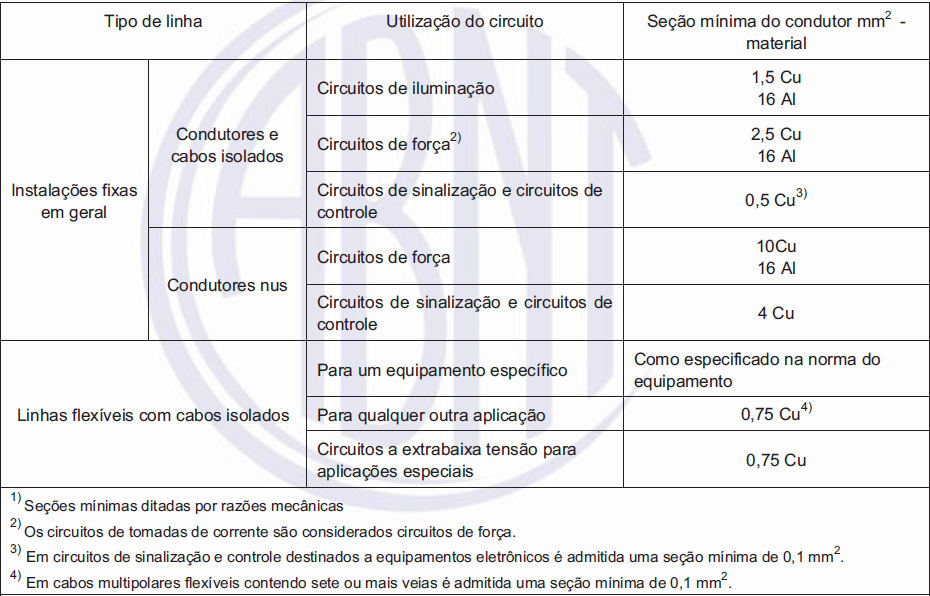 Tipo de linha
Utilização do circuito
Seção mínima do condutor mm2 -
material
Instalações fixas
em geral
Condutores e
cabos isolados
Circuitos de iluminação
1,5 Cu
16 Al
Circuitos de força2)
2,5 Cu
16 Al
Circuitos de sinalização e circuitos de
controle
0,5 Cu3)
Condutores nus
Circuitos de força
10Cu
16 Al
Circuitos de sinalização e circuitos de
controle
4 Cu
Linhas flexíveis com cabos isolados
Para um equipamento específico
Como especificado na norma do
equipamento
Para qualquer outra aplicação
0,75 Cu4)
Circuitos a extrabaixa tensão para
aplicações especiais
0,75 Cu
1) Seções mínimas ditadas por razões mecânicas
2) Os circuitos de tomadas de corrente são considerados circuitos de força.
3) Em circuitos de sinalização e controle destinados a equipamentos eletrônicos é admitida uma seção mínima de 0,1 mm2.
4) Em cabos multipolares flexíveis contendo sete ou mais veias é admitida uma seção mínima de 0,1 mm2.
ABNT